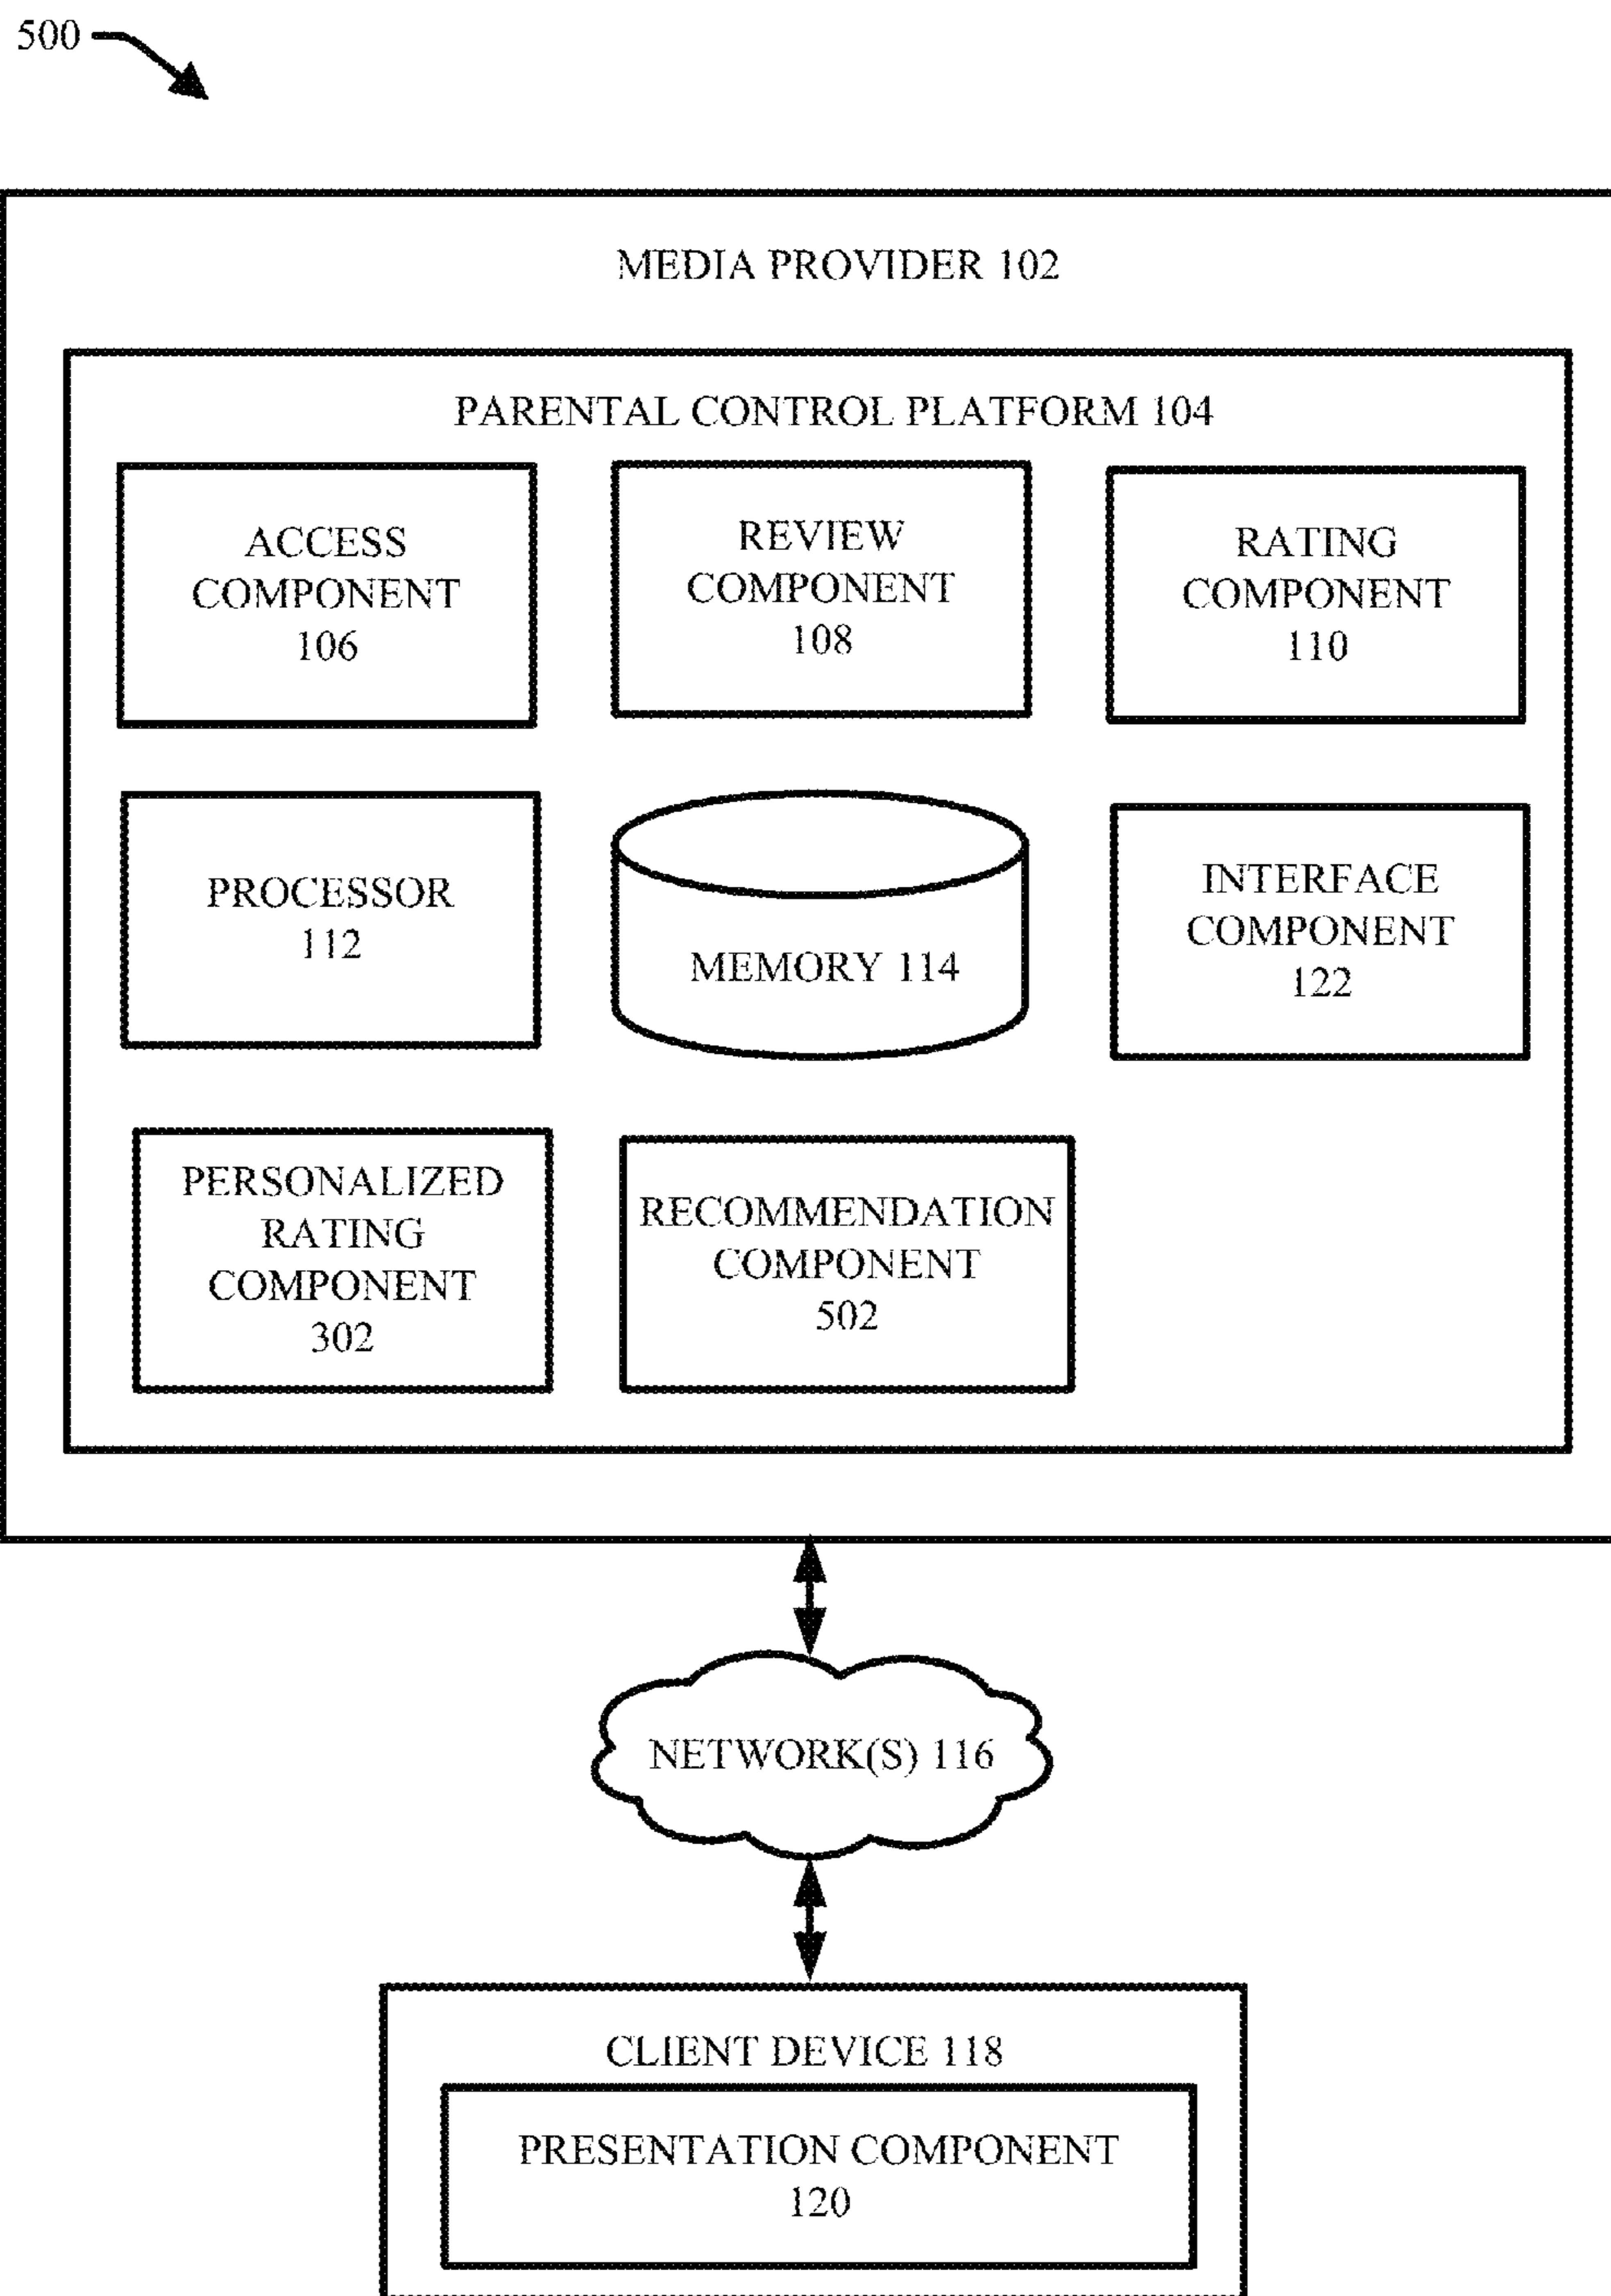 500
MEDIA PROVIDER 102
PARENTAL CONTROL PLATFORM 104
ACCESS
COMPONENT
106
REVIEW
COMPONENT
108
RATING
COMPONENT
110
PROCESSOR
112
MEMORY 114
INTERFACE
COMPONENT
122
PERSONALIZED
RATING
COMPONENT
302
RECOMMENDATION
COMPONENT
502
NETWORK(S) 116
CLIENT DEVICE 118
PRESENTATION COMPONENT
120